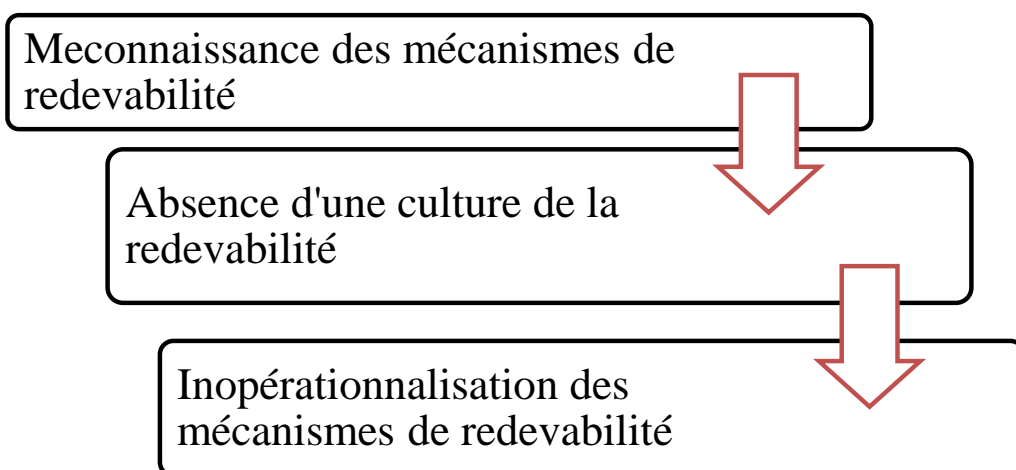 Meconnaissance des mécanismes de
redevabilité
Absence d'une culture de la
redevabilité
Inopérationnalisation des
mécanismes de redevabilité